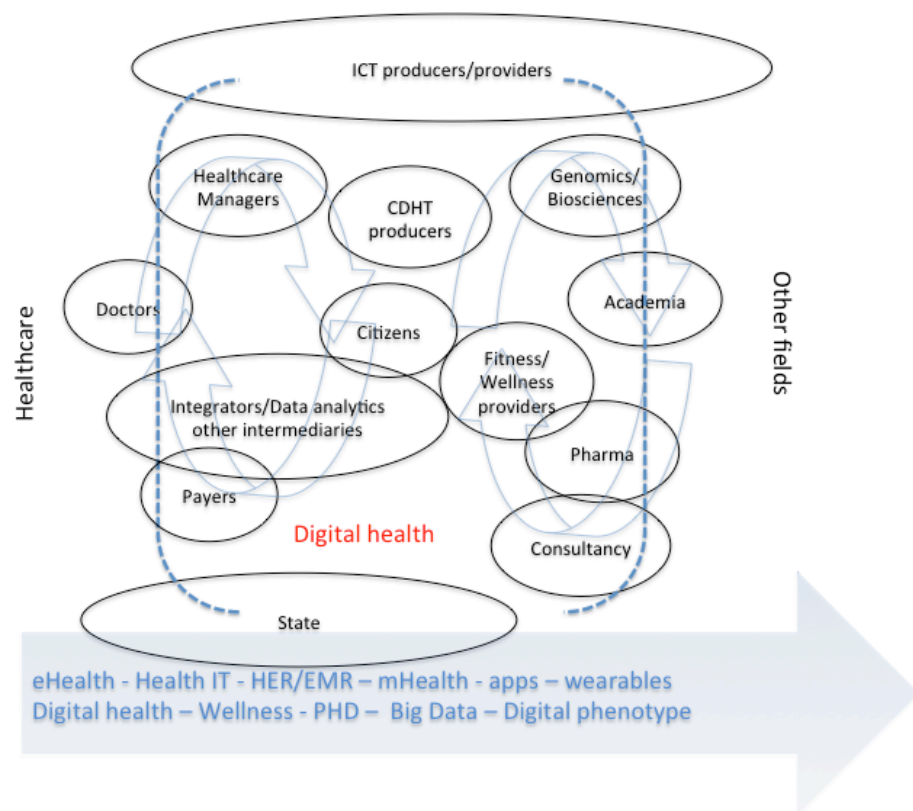 ICT producers/providers
Healthcare
Managers
Genomics/
Biosciences
CDHT
producers
Doctors
Academia
Citizens
Healthcare
Other fields
Fitness/
Wellness
providers
Integrators/Data analytics
other intermediaries
Pharma
Payers
Digital health
Consultancy
State
eHealth - Health IT - HER/EMR – mHealth - apps – wearables
Digital health – Wellness - PHD – Big Data – Digital phenotype